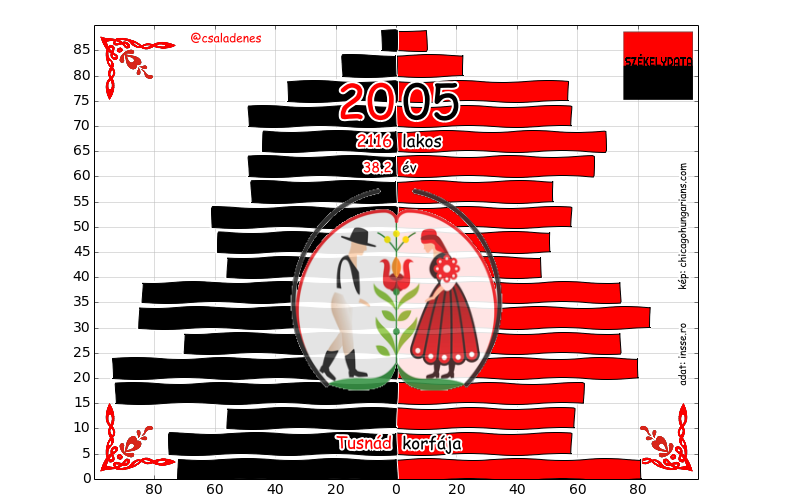 @csaladenes
SZÉKELYDATA
2005
2116 lakos
38.2 év
kép: chicagohungarians.com
adat: insse.ro
Tusnád korfája
85
80
75
70
65
60
55
50
45
40
35
30
25
20
15
10
5
0
80 60 40 20 0 20 40 60 80